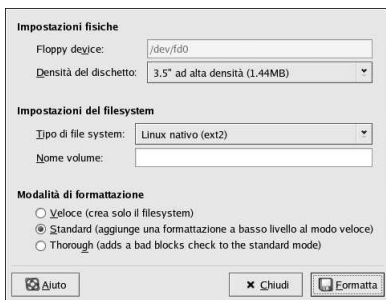 Impostazioni fisiche
Floppy device: /dev/fd0
Densità del dischetto: 3.5" ad alta densità (1.44MB)
Impostazioni del filesystem
Tipo di file system: Linux nativo (ext2)
Nome volume:
Modalità di formattazione
Veloce (crea solo il filesystem)
Standard (aggiunge una formattazione a basso livello al modo veloce)
Thorough (adds a bad blocks check to the standard mode)
Aiuto Chiudi Formatta